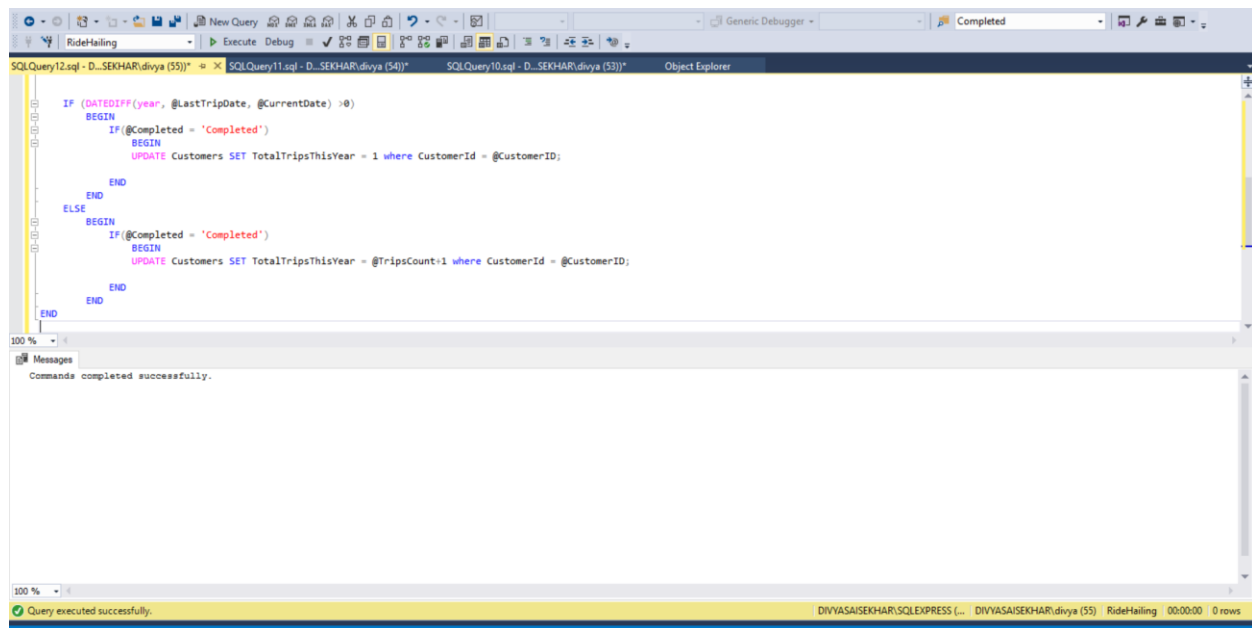 New Query
Generic Debugger
Completed
RideHailing
Execute Debug
SQLQuery12.sql - D...SEKHAR\divya (55))*
SQLQuery11.sql - D...SEKHAR\divya (54))*
SQLQuery10.sql - D...SEKHAR\divya (53))*
Object Explorer
IF (DATEDIFF(year, @LastTripDate, @CurrentDate) >0)
BEGIN
IF(@Completed = 'Completed')
BEGIN
UPDATE Customers SET TotalTripsThisYear = 1 where CustomerId = @CustomerID;
END
END
ELSE
BEGIN
IF(@Completed = 'Completed')
BEGIN
UPDATE Customers SET TotalTripsThisYear = @TripsCount+1 where CustomerId = @CustomerID;
END
END
END
100 %
Messages
Commands completed successfully.
100 %
Query executed successfully.
DIVYASAISEKHAR\SQLEXPRESS (... DIVYASAISEKHAR\divya (55) RideHailing 00:00:00 0 rows